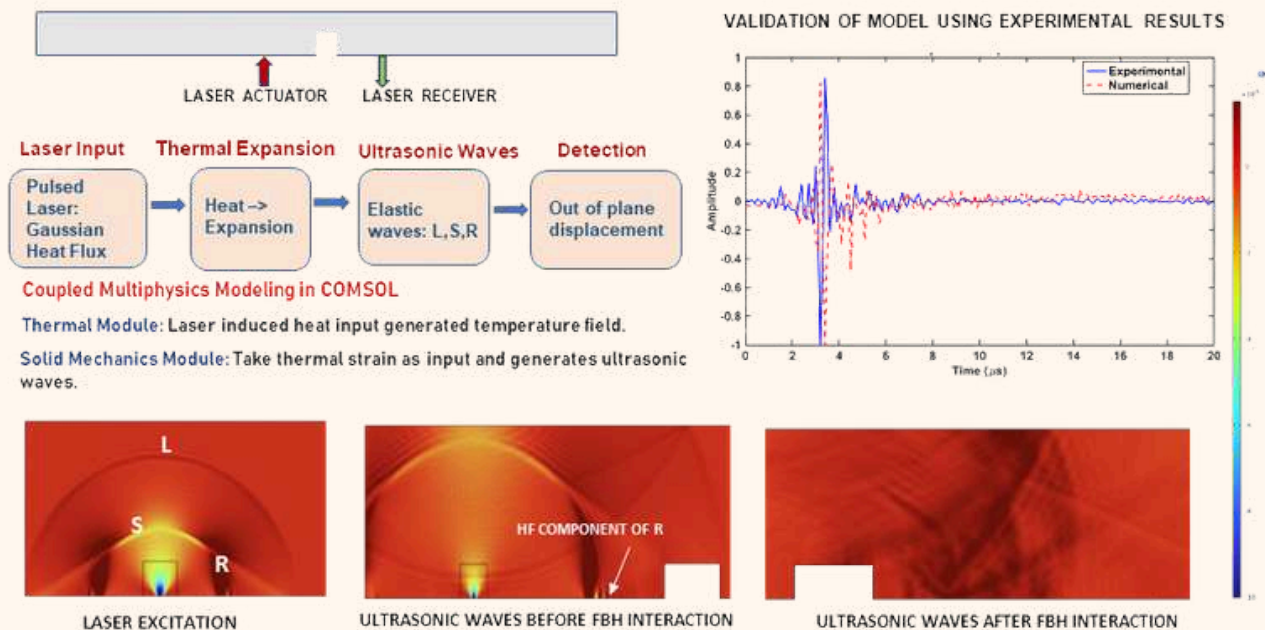 LASER ACTUATOR
LASER RECEIVER
Laser Input
Thermal Expansion
Ultrasonic Waves
Detection
Pulsed
Laser:
Gaussian
Heat Flux
Heat –>
Expansion
Elastic
waves: L,S,R
Out of plane
displacement
Coupled Multiphysics Modeling in COMSOL
Thermal Module: Laser induced heat input generated temperature field.
Solid Mechanics Module: Take thermal strain as input and generates ultrasonic
waves.
VALIDATION OF MODEL USING EXPERIMENTAL RESULTS
Experimental
Numerical
1
0.8
0.6
0.4
0.2
0
-0.2
-0.4
-0.6
-0.8
-1
Amplitude
0 2 4 6 8 10 12 14 16 18 20
Time (μs)
L
S
R
LASER EXCITATION
HF COMPONENT OF R
ULTRASONIC WAVES BEFORE FBH INTERACTION
ULTRASONIC WAVES AFTER FBH INTERACTION